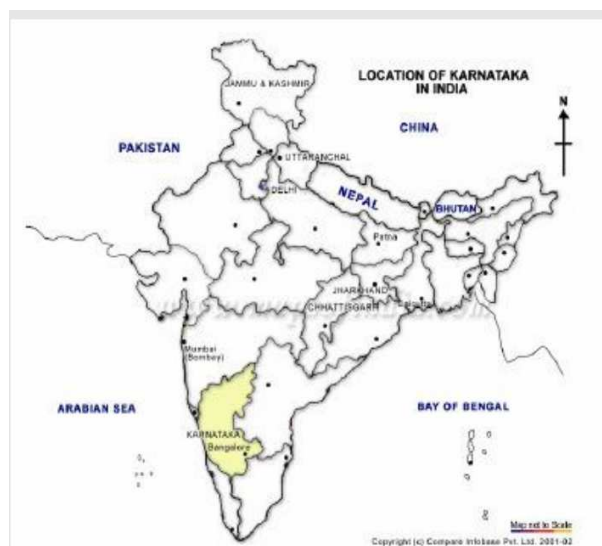 LOCATION OF KARNATAKA
IN INDIA
JAMMU & KASHMIR
N
CHINA
PAKISTAN
UTTARANCHAL
DELHI
NEPAL
BHUTAN
Patna
JHARKHAND
CHHATTISGARH
Calcutta
Mumbai
(Bombay)
ARABIAN SEA
BAY OF BENGAL
KARNATAKA
Bangalore
Map not to Scale
Copyright (c) Compare Infobase Pvt. Ltd. 2001-02